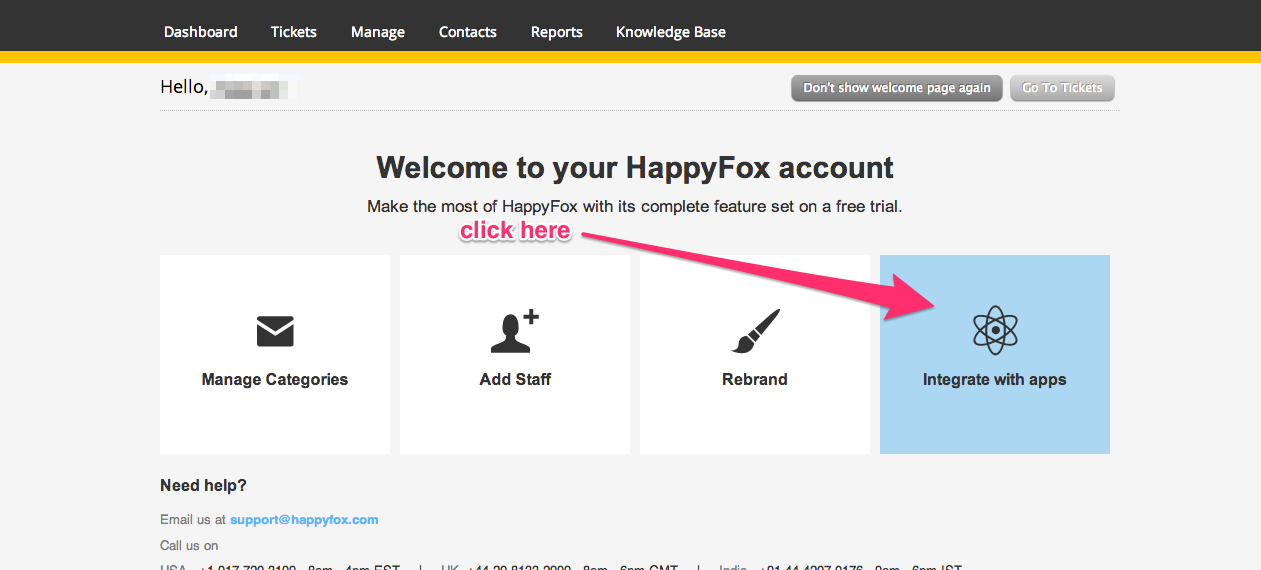 Dashboard Tickets Manage Contacts Reports Knowledge Base
Hello, Don't show welcome page again Go To Tickets
Welcome to your HappyFox account
Make the most of HappyFox with its complete feature set on a free trial.
click here
Manage Categories Add Staff Rebrand Integrate with apps
Need help?
Email us at support@happyfox.com
Call us on